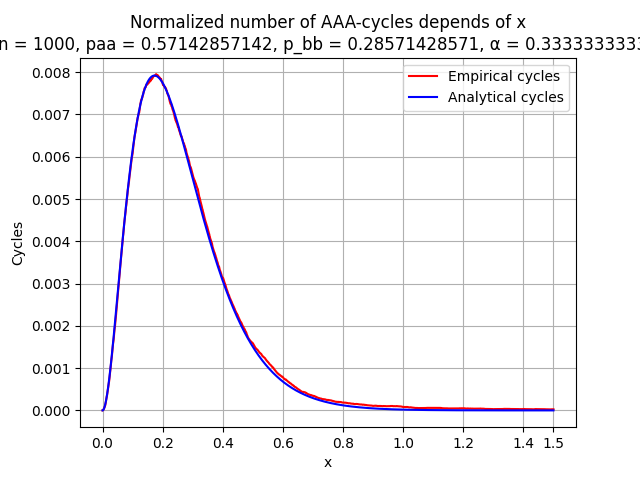 Normalized number of AAA-cycles depends of x
n = 1000, paa = 0.57142857142, p_bb = 0.28571428571, α = 0.3333333333
Empirical cycles
Analytical cycles
Cycles
0.008
0.007
0.006
0.005
0.004
0.003
0.002
0.001
0.000
0.0 0.2 0.4 0.6 0.8 1.0 1.2 1.4 1.5
x